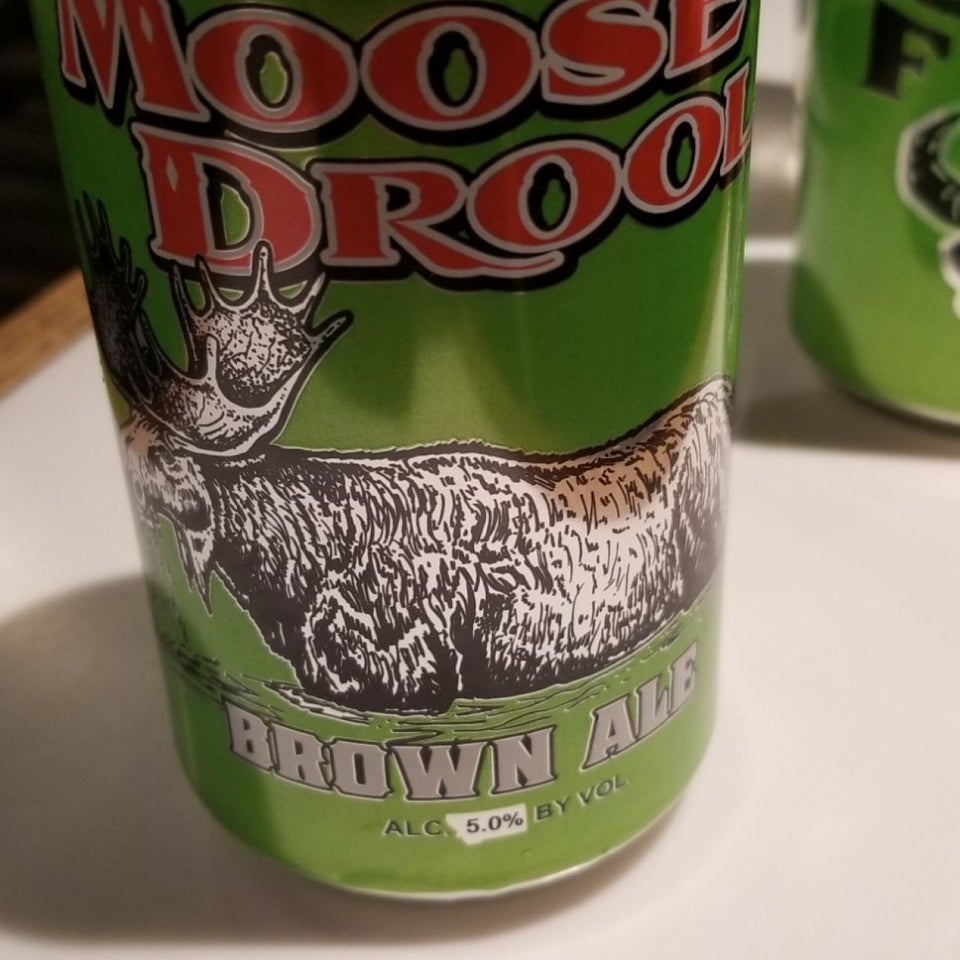 MOOSE
DROOL
BROWN ALE
ALC. 5.0% BY VOL.
F